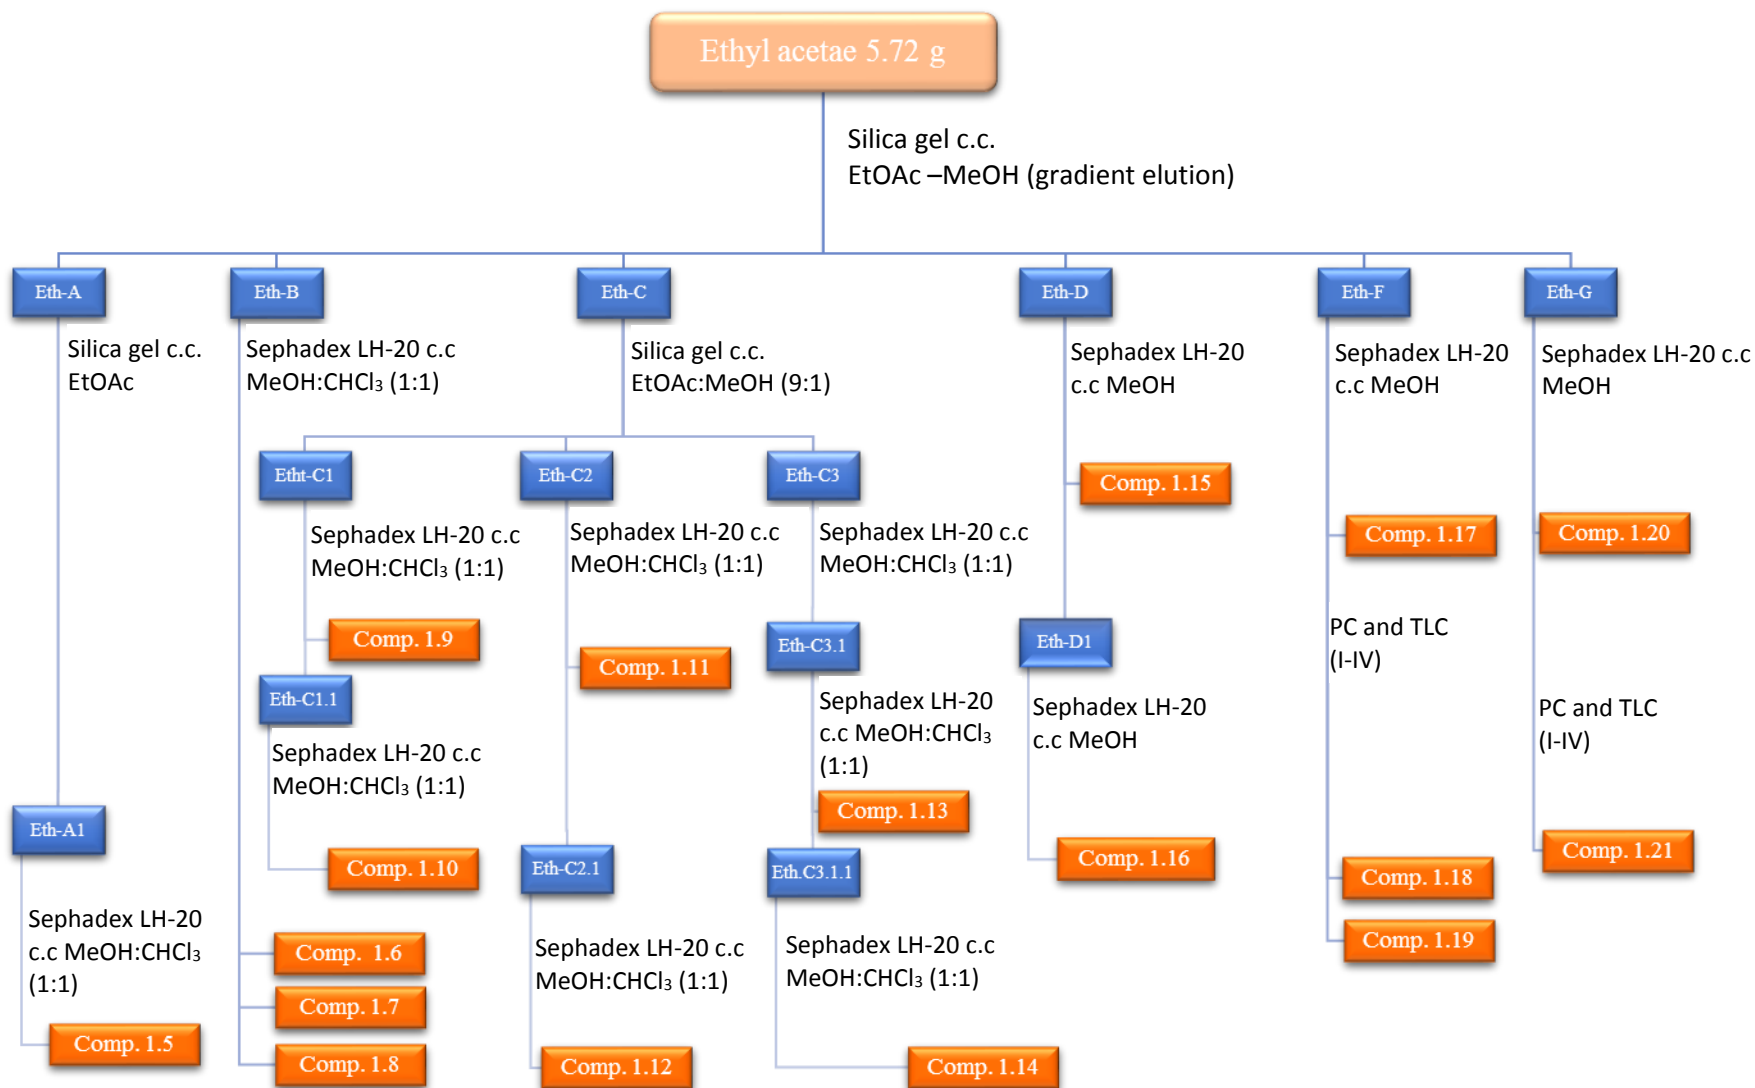 Ethyl acetae 5.72 g
Silica gel c.c.
EtOAc –MeOH (gradient elution)
Eth-A
Eth-B
Eth-C
Eth-D
Eth-F
Eth-G
Silica gel c.c.
EtOAc
Sephadex LH-20 c.c
MeOH:CHCl₃ (1:1)
Silica gel c.c.
EtOAc:MeOH (9:1)
Sephadex LH-20
c.c MeOH
Sephadex LH-20
c.c MeOH
Sephadex LH-20 c.c
MeOH
Etht-C1
Eth-C2
Eth-C3
Comp. 1.15
Sephadex LH-20 c.c
MeOH:CHCl₃ (1:1)
Sephadex LH-20 c.c
MeOH:CHCl₃ (1:1)
Sephadex LH-20 c.c
MeOH:CHCl₃ (1:1)
Comp. 1.17
Comp. 1.20
Comp. 1.9
Comp. 1.11
Eth-C3.1
Eth-D1
PC and TLC
(I-IV)
Eth-C1.1
Sephadex LH-20
c.c MeOH:CHCl₃
(1:1)
Sephadex LH-20
c.c MeOH
PC and TLC
(I-IV)
Sephadex LH-20 c.c
MeOH:CHCl₃ (1:1)
Comp. 1.13
Eth-A1
Comp. 1.10
Eth-C2.1
Eth.C3.1.1
Comp. 1.16
Comp. 1.18
Comp. 1.21
Sephadex LH-20
c.c MeOH:CHCl₃
(1:1)
Comp. 1.6
Comp. 1.7
Comp. 1.8
Sephadex LH-20 c.c
MeOH:CHCl₃ (1:1)
Sephadex LH-20 c.c
MeOH:CHCl₃ (1:1)
Comp. 1.19
Comp. 1.5
Comp. 1.12
Comp. 1.14